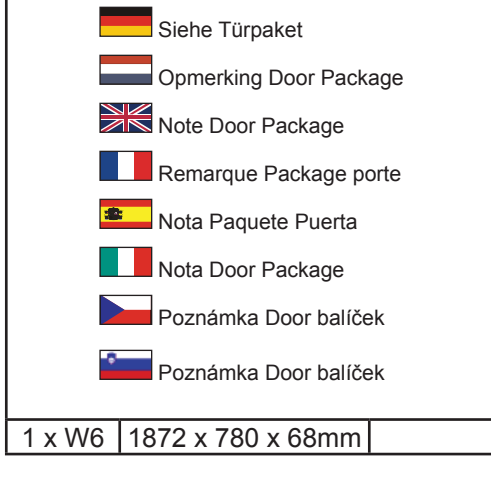 Siehe Türpaket
Opmerking Door Package
Note Door Package
Remarque Package porte
Nota Paquete Puerta
Nota Door Package
Poznámka Door balíček
Poznámka Door balíček
1 x W6 1872 x 780 x 68mm